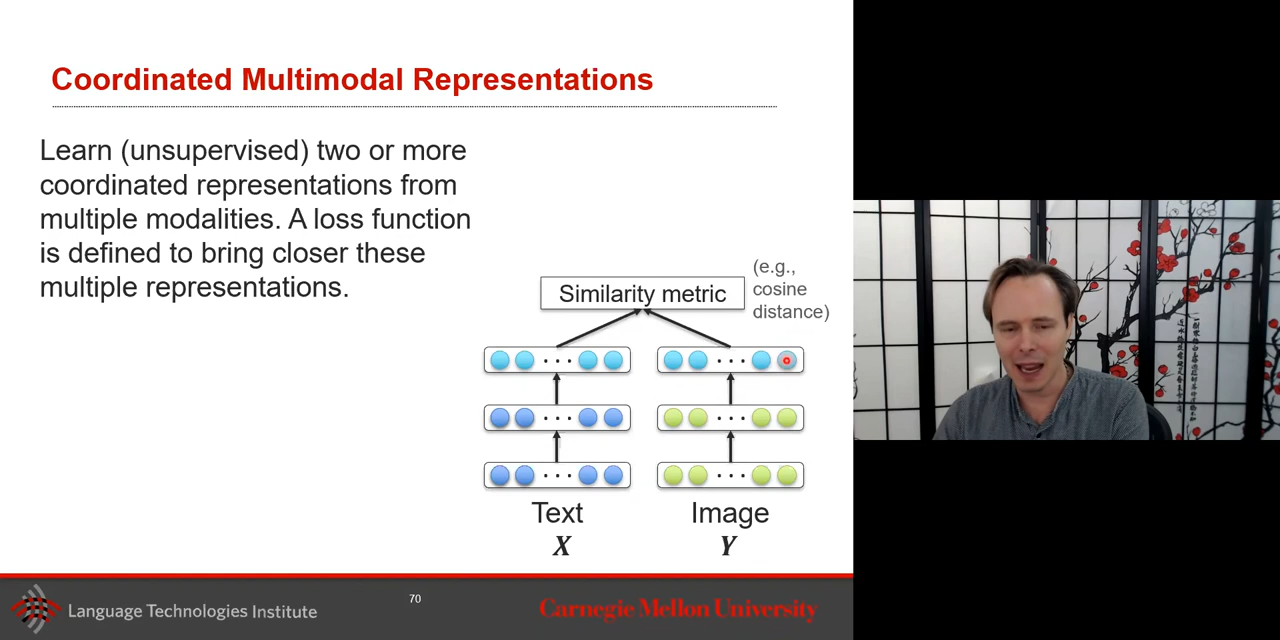 Coordinated Multimodal Representations
Learn (unsupervised) two or more
coordinated representations from
multiple modalities. A loss function
is defined to bring closer these
multiple representations.
Similarity metric
(e.g.,
cosine
distance)
Text
Image
X
Y
Language Technologies Institute
70
Carnegie Mellon University